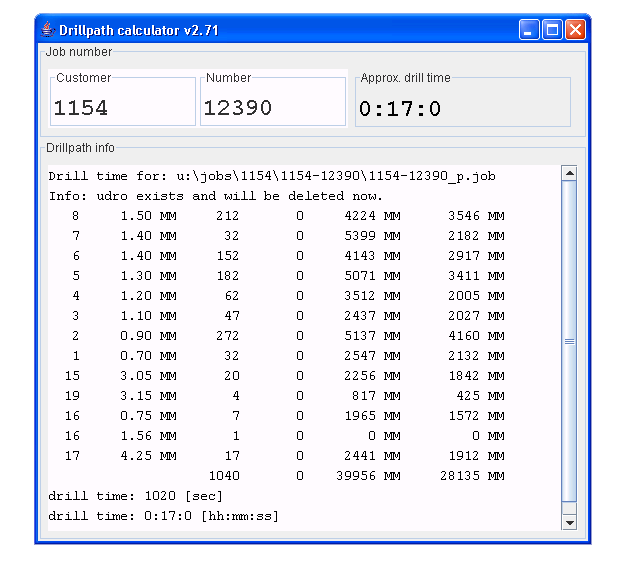 Drillpath calculator v2.71
Job number
Customer Number Approx. drill time
1154 12390 0:17:0
Drillpath info
Drill time for: u:\jobs\1154\1154-12390\1154-12390_p.job
Info: udro exists and will be deleted now.
8 1.50 MM 212 0 4224 MM 3546 MM
7 1.40 MM 32 0 5399 MM 2182 MM
6 1.40 MM 152 0 4143 MM 2917 MM
5 1.30 MM 182 0 5071 MM 3411 MM
4 1.20 MM 62 0 3512 MM 2005 MM
3 1.10 MM 47 0 2437 MM 2027 MM
2 0.90 MM 272 0 5137 MM 4160 MM
1 0.70 MM 32 0 2547 MM 2132 MM
15 3.05 MM 20 0 2256 MM 1842 MM
19 3.15 MM 4 0 817 MM 425 MM
16 0.75 MM 7 0 1965 MM 1572 MM
16 1.56 MM 1 0 0 MM 0 MM
17 4.25 MM 17 0 2441 MM 1912 MM
1040 0 39956 MM 28135 MM
drill time: 1020 [sec]
drill time: 0:17:0 [hh:mm:ss]